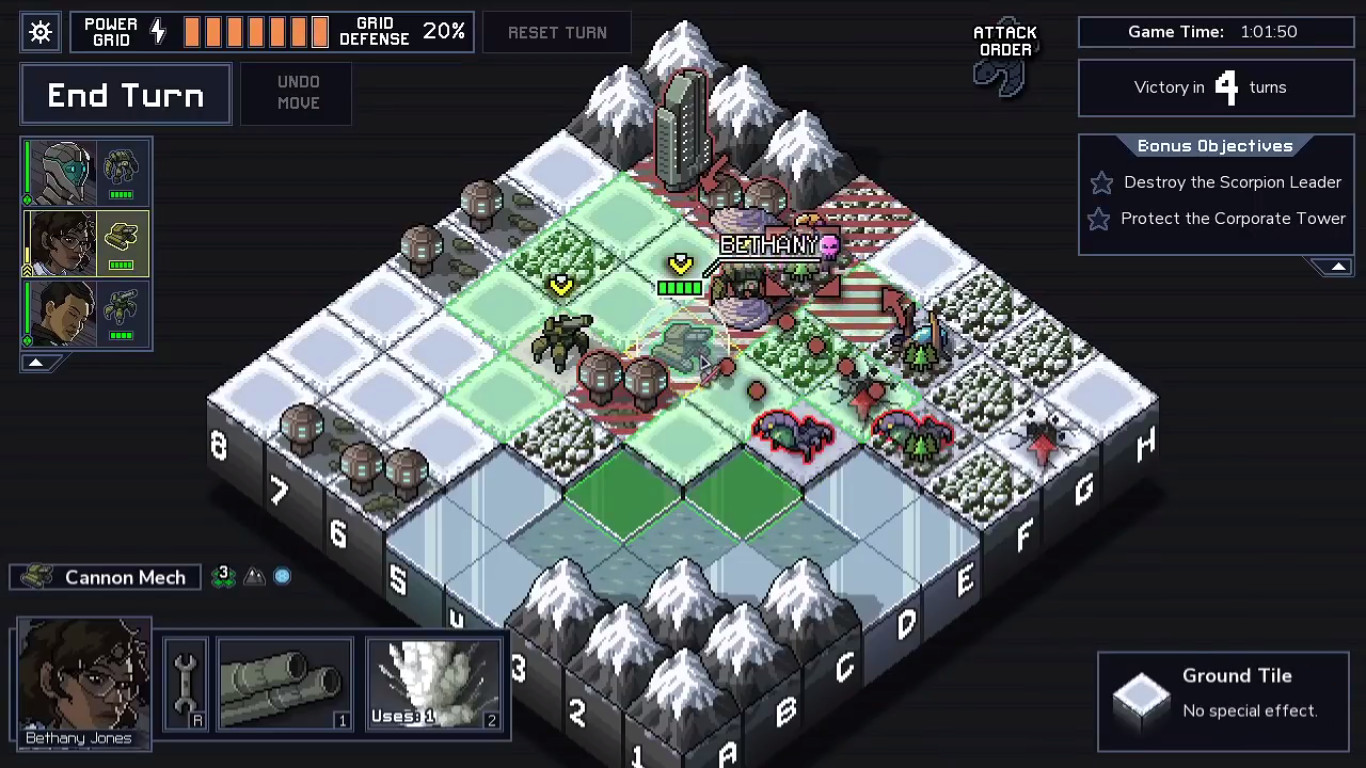 POWER GRID
GRID DEFENSE 20%
RESET TURN
ATTACK ORDER
Game Time: 1:01:50
End Turn
UNDO MOVE
Victory in 4 turns
Bonus Objectives
Destroy the Scorpion Leader
Protect the Corporate Tower
BETHANY
8
7
6
5
4
3
2
1
A
B
C
D
E
F
G
H
Cannon Mech
3
R
1
Uses: 1
2
Bethany Jones
Ground Tile
No special effect.